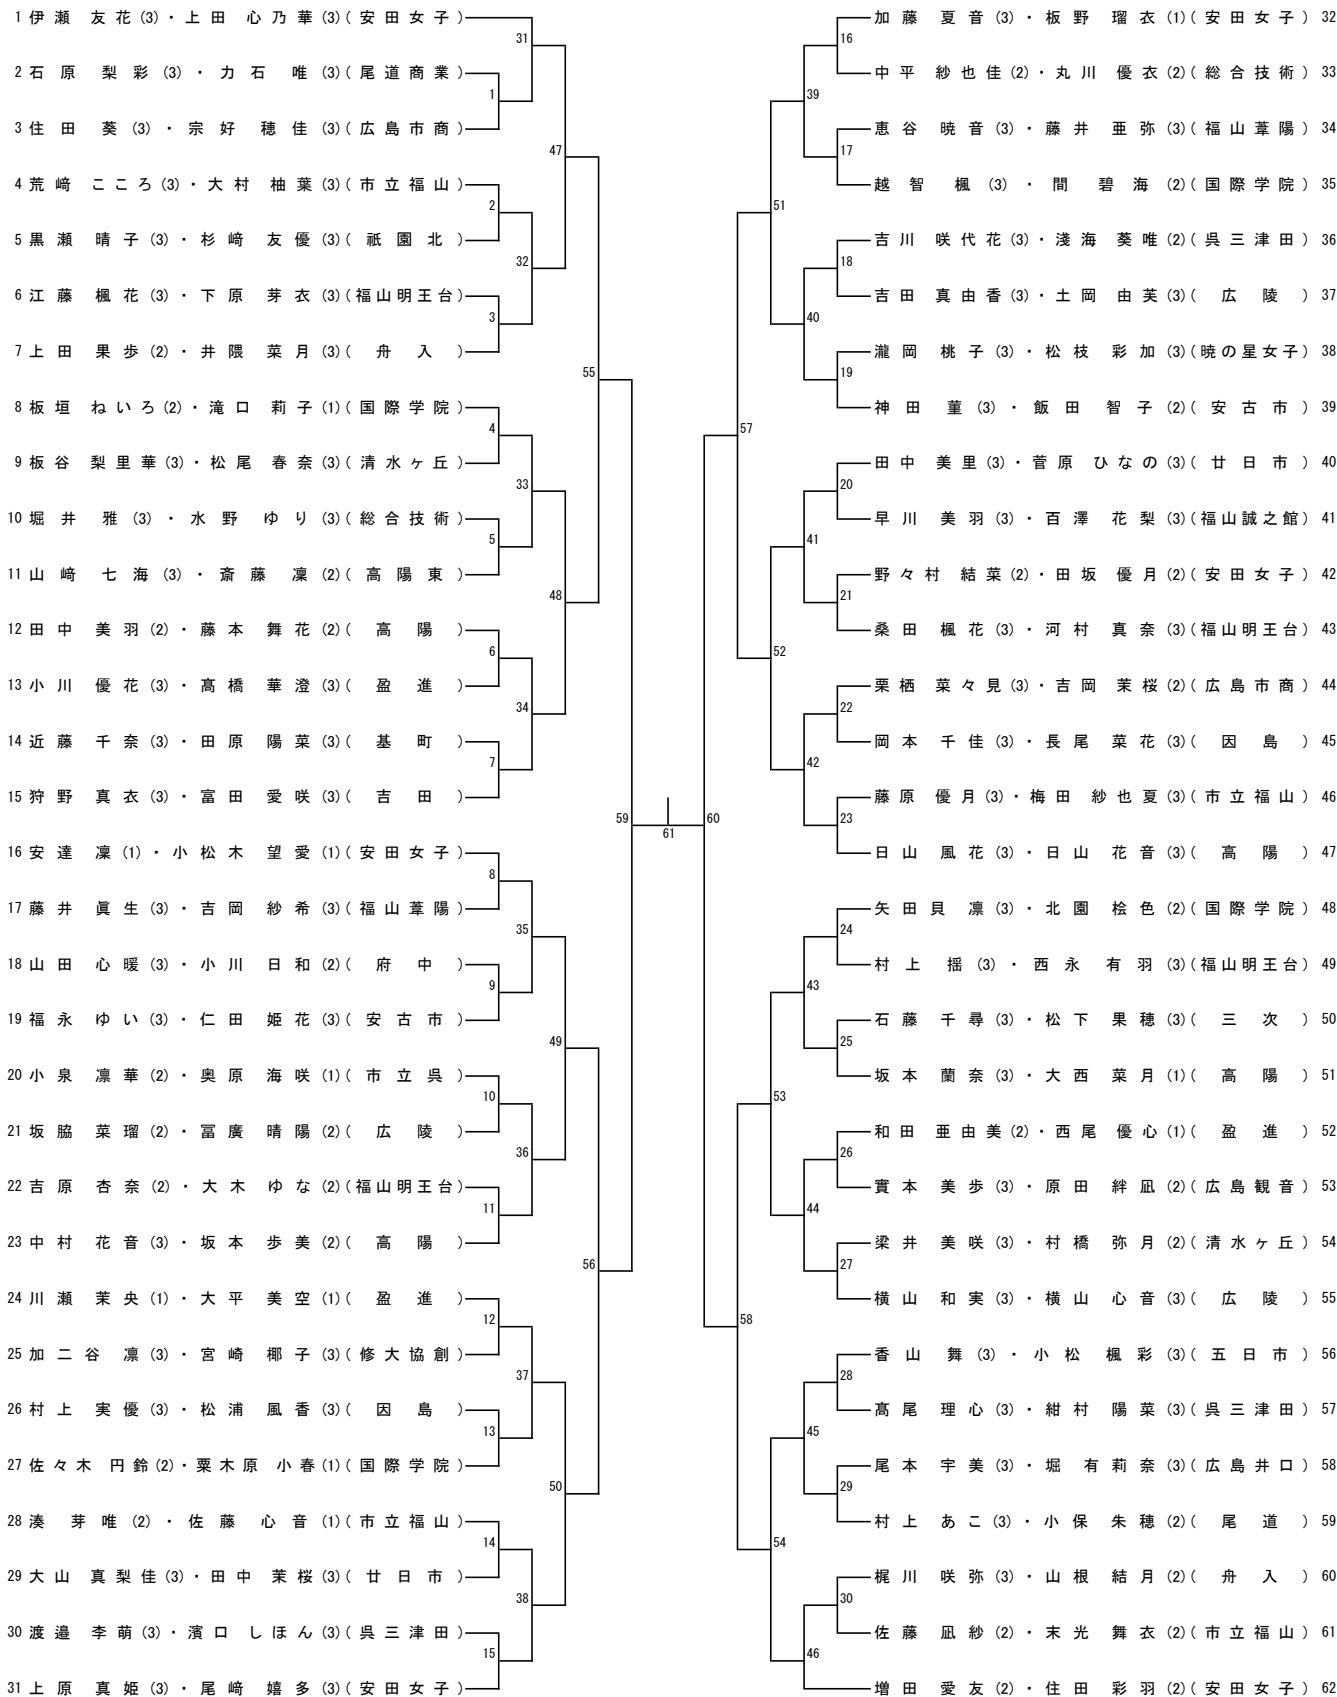 1 伊瀬 友花(3)・上田 心乃華(3)(安田女子)
2 石原 梨彩(3)・力石 唯(3)(尾道商業)
3 住田 葵(3)・宗好 穂佳(3)(広島市商)
4 荒﨑 こころ(3)・大村 柚葉(3)(市立福山)
5 黒瀬 晴子(3)・杉﨑 友優(3)(祇園北)
6 江藤 楓花(3)・下原 芽衣(3)(福山明王台)
7 上田 果歩(2)・井隈 菜月(3)(舟入)
8 板垣 ねいろ(2)・滝口 莉子(1)(国際学院)
9 板谷 梨里華(3)・松尾 春奈(3)(清水ヶ丘)
10 堀井 雅(3)・水野 ゆり(3)(総合技術)
11 山﨑 七海(3)・斎藤 凜(2)(高陽東)
12 田中 美羽(2)・藤本 舞花(2)(高陽)
13 小川 優花(3)・髙橋 華澄(3)(盈進)
14 近藤 千奈(3)・田原 陽菜(3)(基町)
15 狩野 真衣(3)・富田 愛咲(3)(吉田)
16 安達 凜(1)・小松木 望愛(1)(安田女子)
17 藤井 眞生(3)・吉岡 紗希(3)(福山葦陽)
18 山田 心暖(3)・小川 日和(2)(府中)
19 福永 ゆい(3)・仁田 姫花(3)(安古市)
20 小泉 凛華(2)・奥原 海咲(1)(市立呉)
21 坂脇 菜瑠(2)・冨廣 晴陽(2)(広陵)
22 吉原 杏奈(2)・大木 ゆな(2)(福山明王台)
23 中村 花音(3)・坂本 歩美(2)(高陽)
24 川瀬 茉央(1)・大平 美空(1)(盈進)
25 加二谷 凛(3)・宮崎 椰子(3)(修大協創)
26 村上 実優(3)・松浦 風香(3)(因島)
27 佐々木 円鈴(2)・粟木原 小春(1)(国際学院)
28 湊 芽唯(2)・佐藤 心音(1)(市立福山)
29 大山 真梨佳(3)・田中 茉桜(3)(廿日市)
30 渡邉 李萌(3)・濱口 しほん(3)(呉三津田)
31 上原 真姫(3)・尾﨑 嬉多(3)(安田女子)
31
1
47
2
32
3
55
4
33
5
48
6
34
7
59
8
35
9
49
10
36
11
56
12
37
13
50
14
38
15
61
60
16
39
17
51
18
40
19
57
20
41
21
52
22
42
23
24
43
25
53
26
44
27
58
28
45
29
54
30
46
加藤 夏音(3)・板野 瑠衣(1)(安田女子) 32
中平 紗也佳(2)・丸川 優衣(2)(総合技術) 33
恵谷 暁音(3)・藤井 亜弥(3)(福山葦陽) 34
越智 楓(3)・間 碧海(2)(国際学院) 35
吉川 咲代花(3)・淺海 葵唯(2)(呉三津田) 36
吉田 真由香(3)・土岡 由芙(3)(広陵) 37
瀧岡 桃子(3)・松枝 彩加(3)(暁の星女子) 38
神田 菫(3)・飯田 智子(2)(安古市) 39
田中 美里(3)・菅原 ひなの(3)(廿日市) 40
早川 美羽(3)・百澤 花梨(3)(福山誠之館) 41
野々村 結菜(2)・田坂 優月(2)(安田女子) 42
桑田 楓花(3)・河村 真奈(3)(福山明王台) 43
栗栖 菜々見(3)・吉岡 茉桜(2)(広島市商) 44
岡本 千佳(3)・長尾 菜花(3)(因島) 45
藤原 優月(3)・梅田 紗也夏(3)(市立福山) 46
日山 風花(3)・日山 花音(3)(高陽) 47
矢田貝 凛(3)・北園 桧色(2)(国際学院) 48
村上 揺(3)・西永 有羽(3)(福山明王台) 49
石藤 千尋(3)・松下 果穂(3)(三次) 50
坂本 蘭奈(3)・大西 菜月(1)(高陽) 51
和田 亜由美(2)・西尾 優心(1)(盈進) 52
實本 美歩(3)・原田 絆凪(2)(広島観音) 53
梁井 美咲(3)・村橋 弥月(2)(清水ヶ丘) 54
横山 和実(3)・横山 心音(3)(広陵) 55
香山 舞(3)・小松 楓彩(3)(五日市) 56
髙尾 理心(3)・紺村 陽菜(3)(呉三津田) 57
尾本 宇美(3)・堀 有莉奈(3)(広島井口) 58
村上 あこ(3)・小保 朱穂(2)(尾道) 59
梶川 咲弥(3)・山根 結月(2)(舟入) 60
佐藤 凪紗(2)・末光 舞衣(2)(市立福山) 61
増田 愛友(2)・住田 彩羽(2)(安田女子) 62